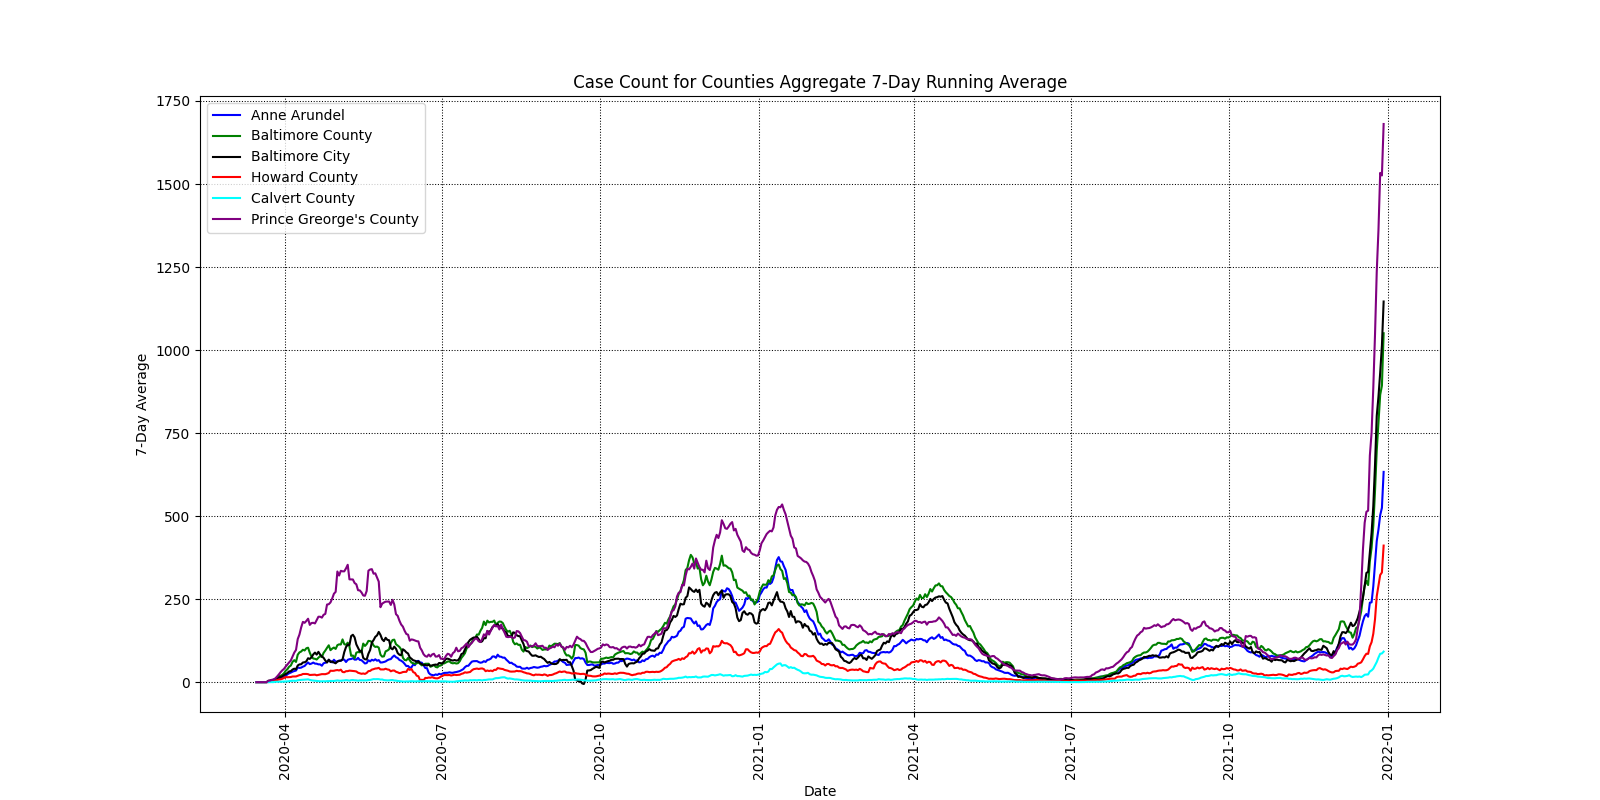 Case Count for Counties Aggregate 7-Day Running Average
Anne Arundel
Baltimore County
Baltimore City
Howard County
Calvert County
Prince Greorge's County
7-Day Average
1750
1500
1250
1000
750
500
250
0
2020-04
2020-07
2020-10
2021-01
2021-04
2021-07
2021-10
2022-01
Date